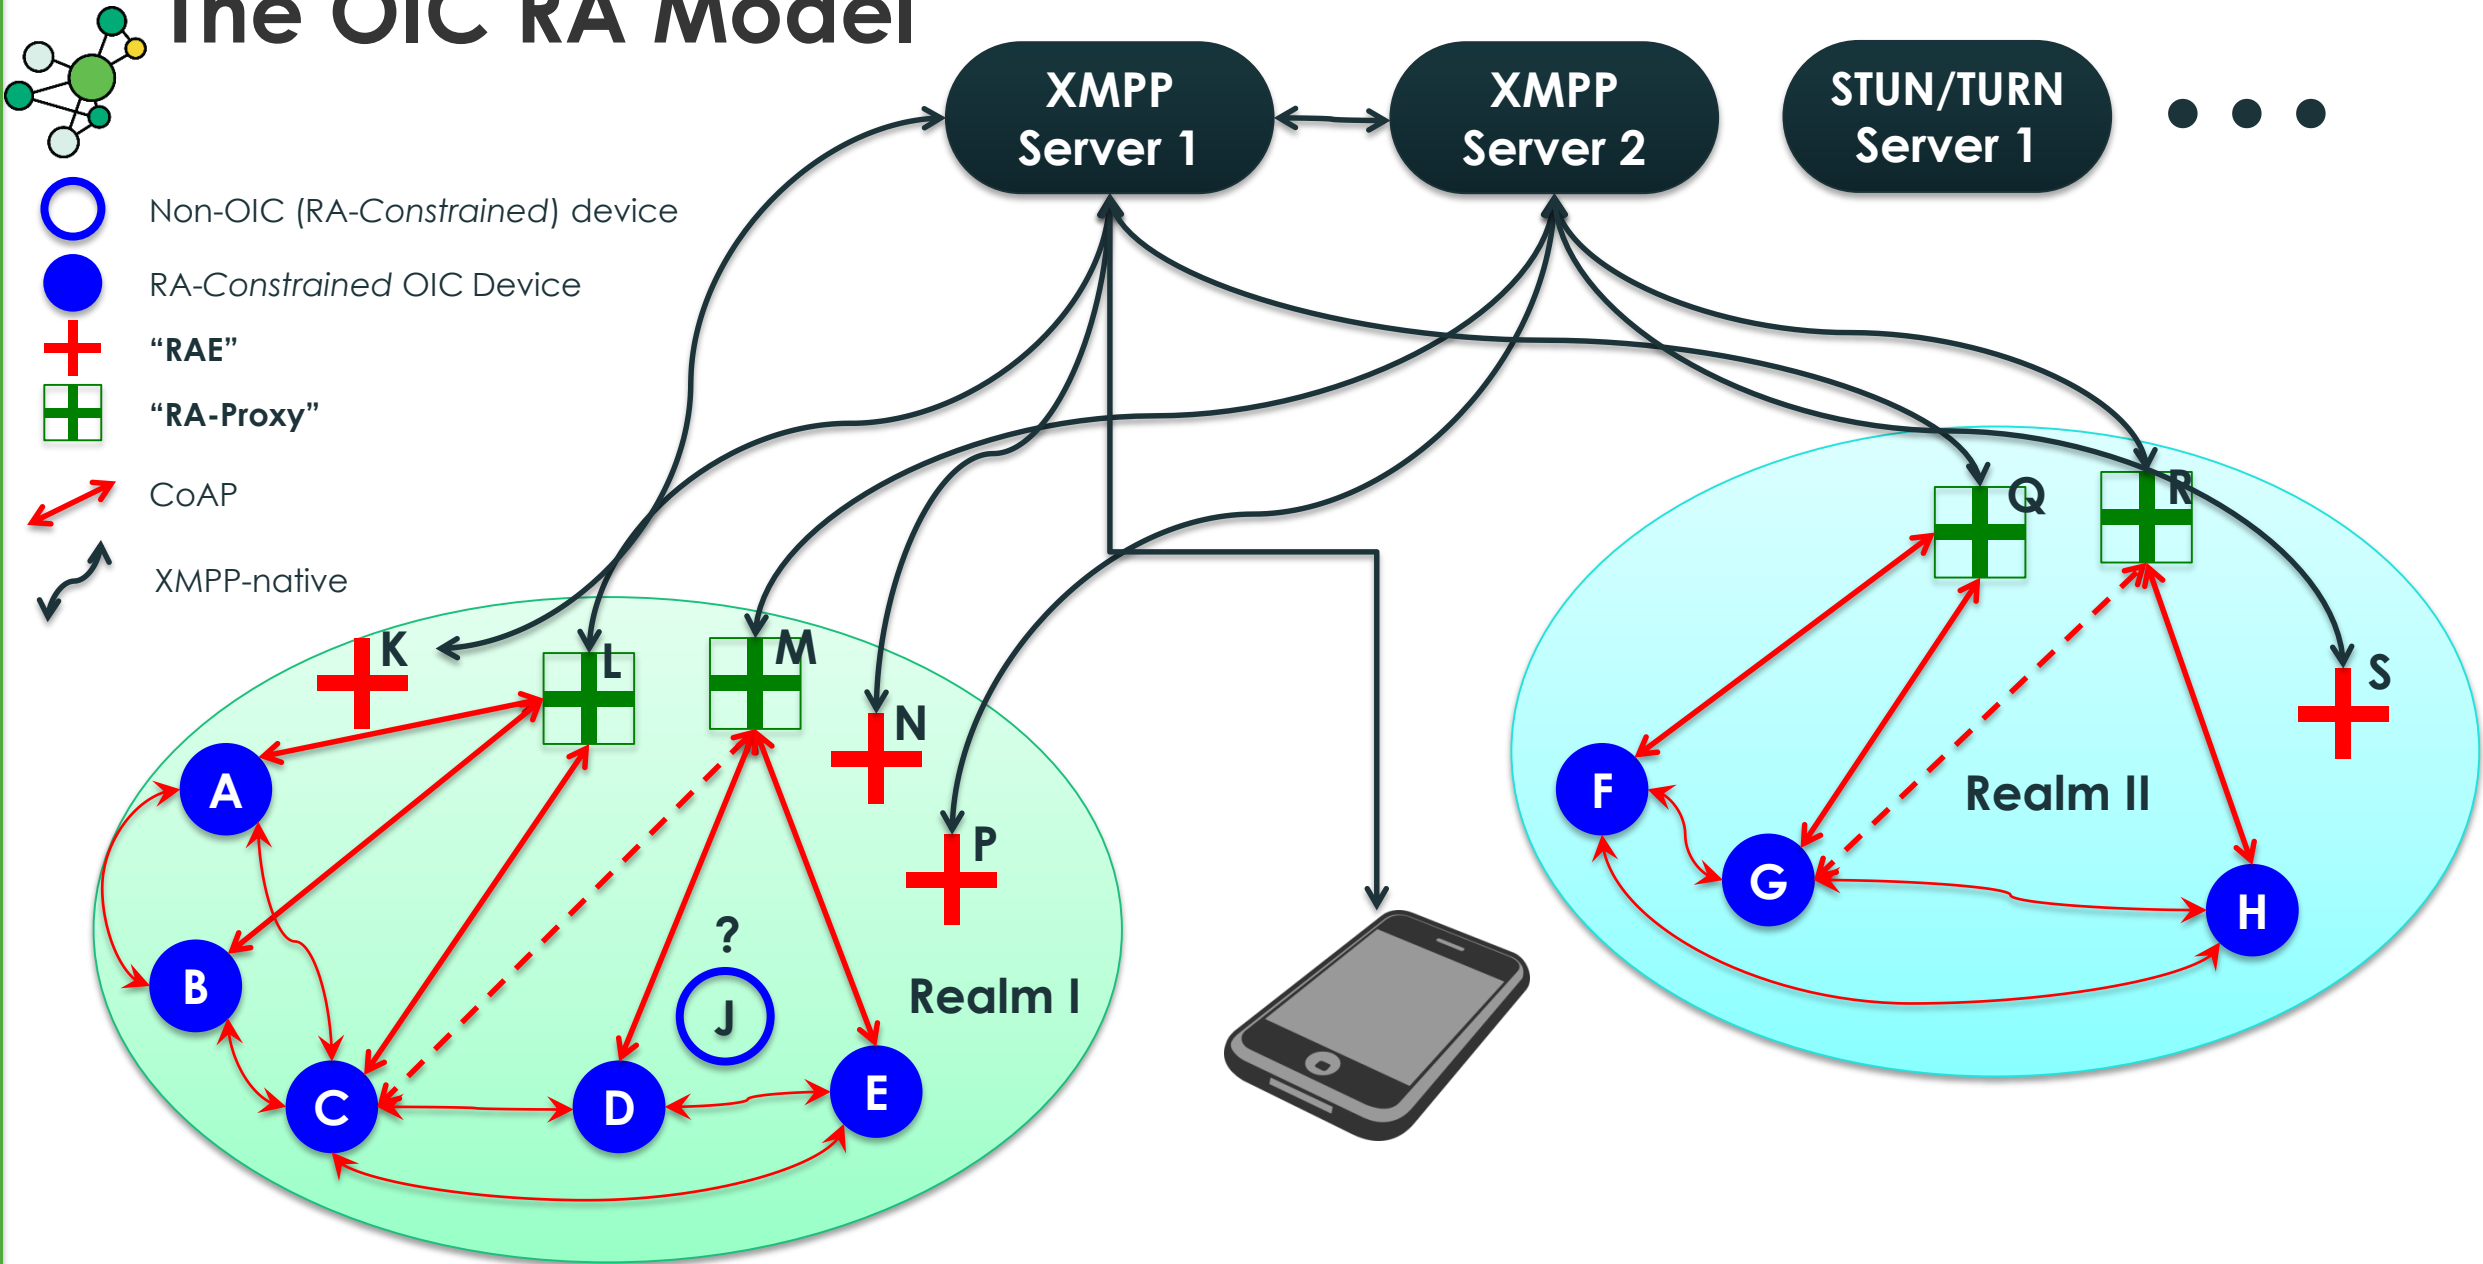 The OIC RA Model
XMPP
Server 1
XMPP
Server 2
STUN/TURN
Server 1
Non-OIC (RA-Constrained) device
RA-Constrained OIC Device
“RAE”
“RA-Proxy”
CoAP
XMPP-native
K
L
M
N
P
Q
R
S
A
B
C
D
E
?
J
Realm I
F
G
H
Realm II